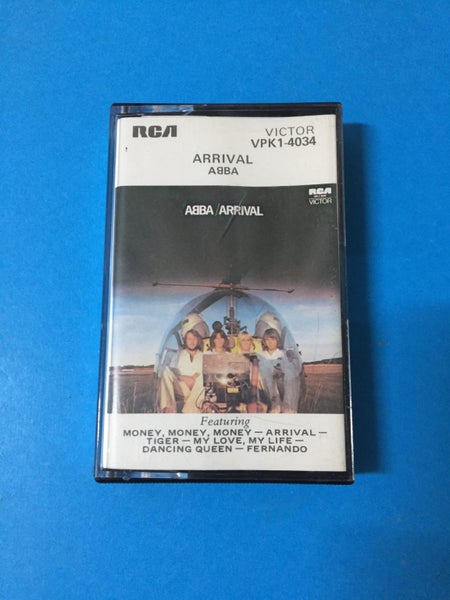 RCA VICTOR
VPK1-4034
ARRIVAL
ABBA
RCA
VICTOR
ABBA/ARRIVAL
Featuring
MONEY, MONEY, MONEY — ARRIVAL —
TIGER — MY LOVE, MY LIFE —
DANCING QUEEN — FERNANDO